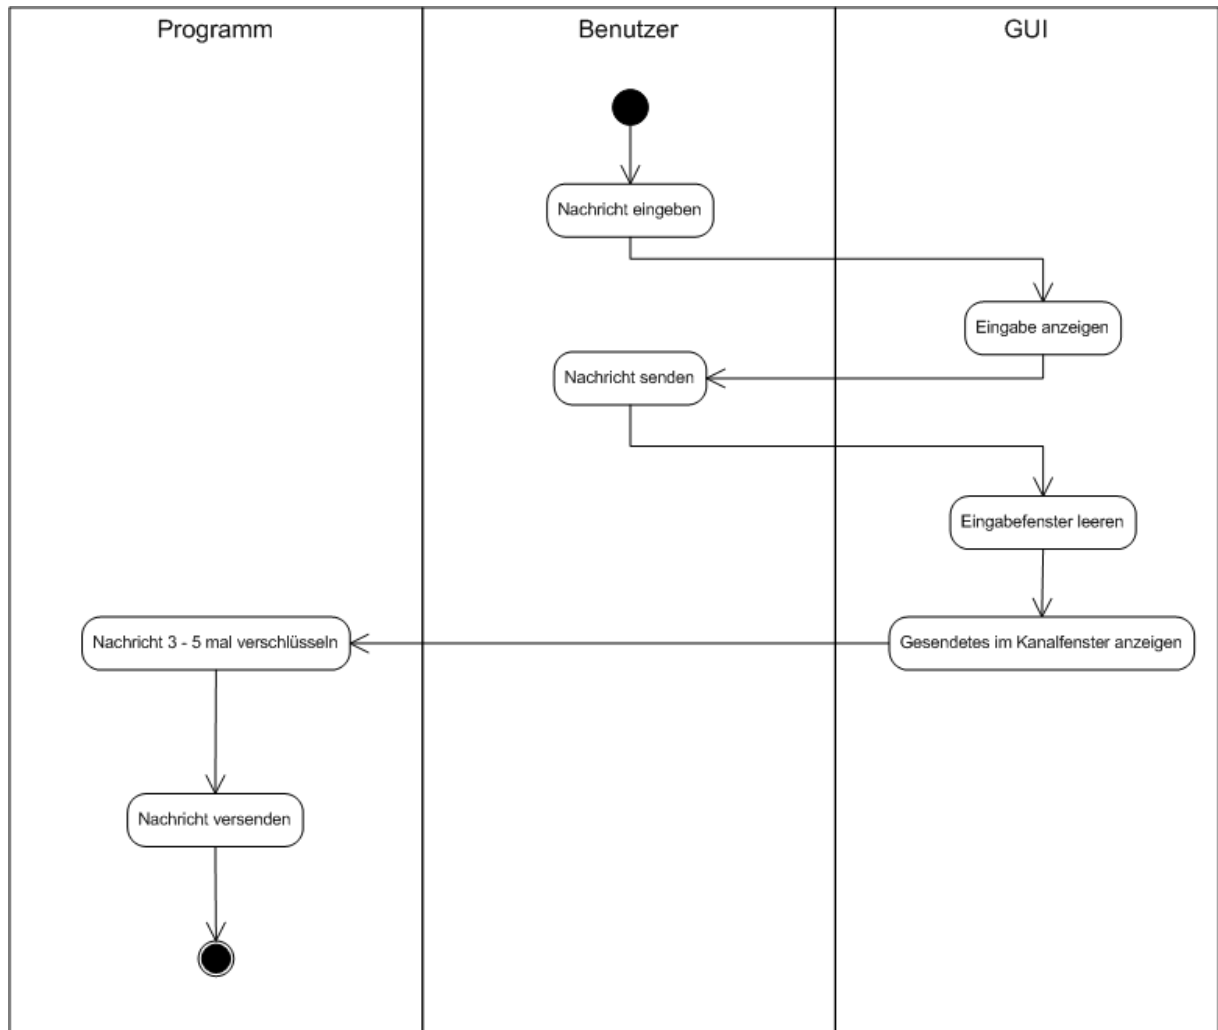 Programm
Benutzer
GUI
Nachricht eingeben
Eingabe anzeigen
Nachricht senden
Eingabefenster leeren
Nachricht 3 - 5 mal verschlüsseln
Gesendetes im Kanalfenster anzeigen
Nachricht versenden